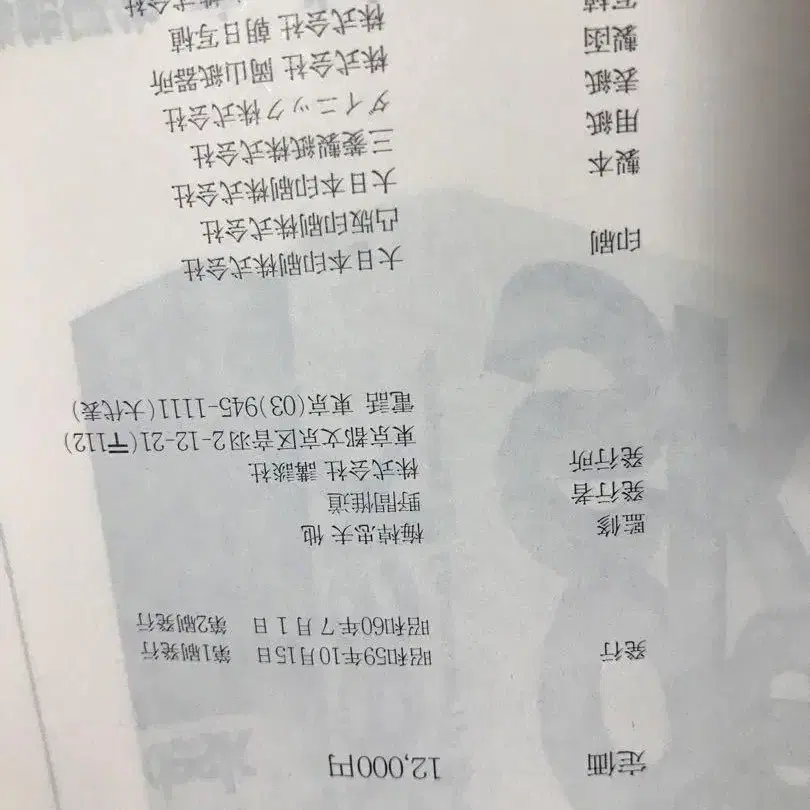 定価 12,000円
発行 昭和59年10月15日 第1刷発行
昭和60年7月1日 第2刷発行
監修 梅棹忠夫 他
発行者 野間惟道
発行所 株式会社 講談社
東京都文京区音羽2-12-21(〒112)
電話 東京(03)945-1111(大代表)
印刷 大日本印刷株式会社
凸版印刷株式会社
製本 大日本印刷株式会社
用紙 三菱製紙株式会社
表紙 ダイニック株式会社
製函 株式会社 岡山紙器所
写植 株式会社 朝日写植
株式会社